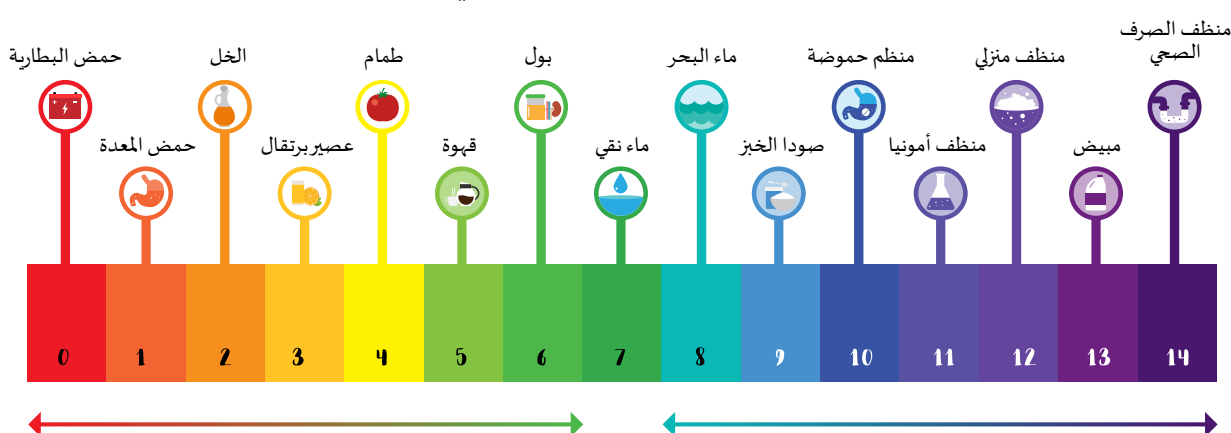 حمض البطارية
الخل
طمام
بول
ماء البحر
منظم حموضة
منظف منزلي
منظف الصرف
الصحي
حمض المعدة
عصير برتقال
قهوة
ماء نقي
صودا الخبز
منظف أمونيا
مبيض
0
1
2
3
4
5
6
7
8
9
10
11
12
13
14